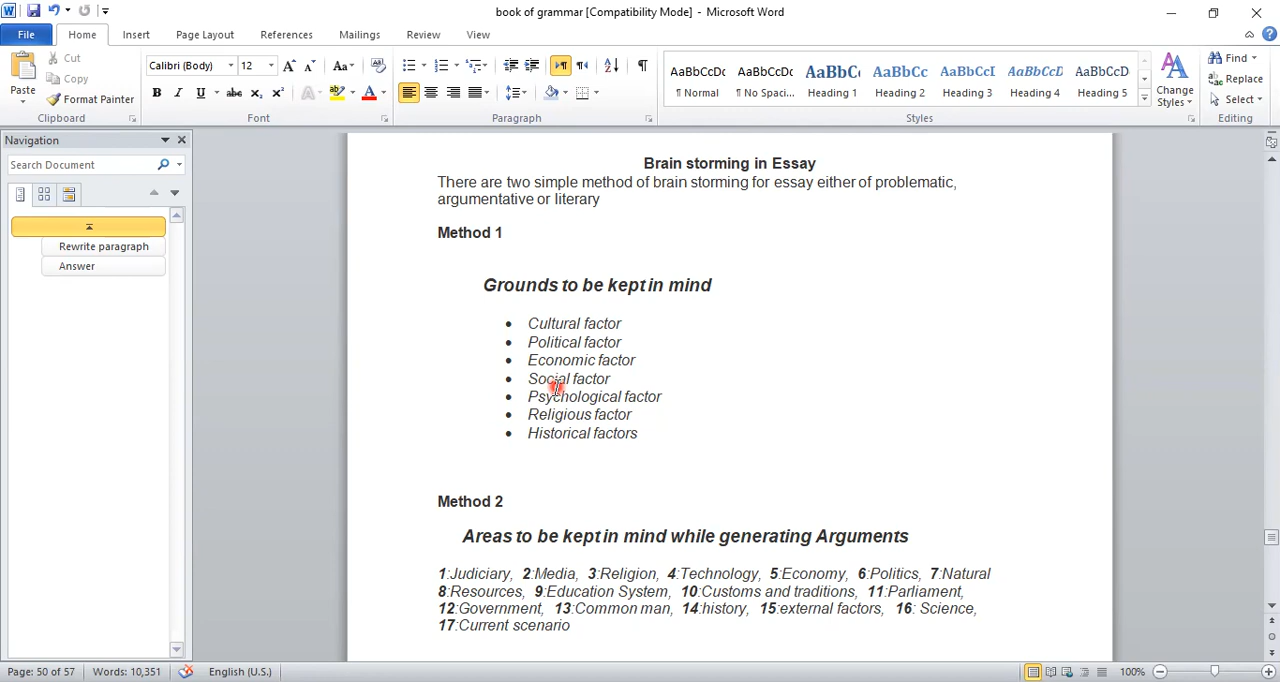 book of grammar [Compatibility Mode] - Microsoft Word
File Home Insert Page Layout References Mailings Review View
Paste Cut Copy Format Painter Clipboard
Calibri (Body) 12 Font
Paragraph
AaBbCcDc AaBbCcDc AaBbC AaBbCc AaBbCcI AaBbCcD AaBbCcD
¶ Normal ¶ No Spaci... Heading 1 Heading 2 Heading 3 Heading 4 Heading 5
Styles
Change Styles
Find Replace Select Editing
Navigation
Search Document
Rewrite paragraph
Answer
Brain storming in Essay
There are two simple method of brain storming for essay either of problematic,
argumentative or literary
Method 1
Grounds to be kept in mind
• Cultural factor
• Political factor
• Economic factor
• Social factor
• Psychological factor
• Religious factor
• Historical factors
Method 2
Areas to be kept in mind while generating Arguments
1:Judiciary, 2:Media, 3:Religion, 4:Technology, 5:Economy, 6:Politics, 7:Natural
8:Resources, 9:Education System, 10:Customs and traditions, 11:Parliament,
12:Government, 13:Common man, 14:history, 15:external factors, 16: Science,
17:Current scenario
Page: 50 of 57 Words: 10,351 English (U.S.) 100%